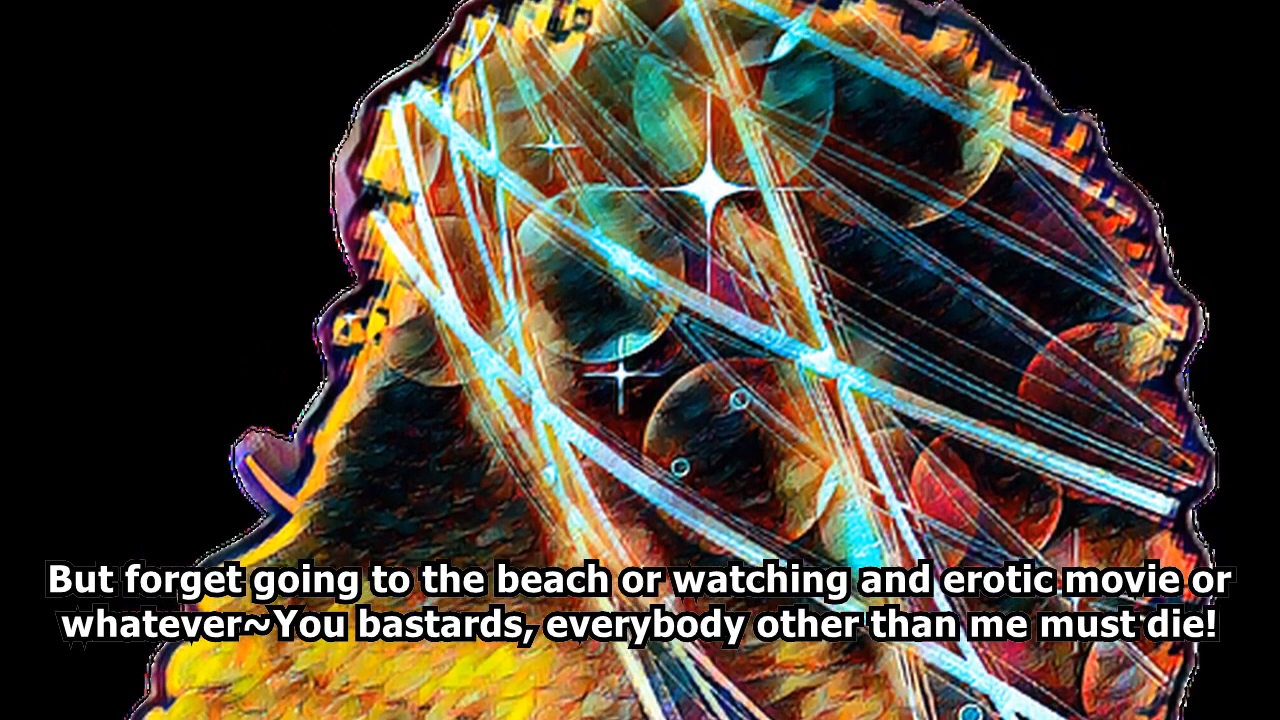 But forget going to the beach or watching and erotic movie or
whatever~You bastards, everybody other than me must die!